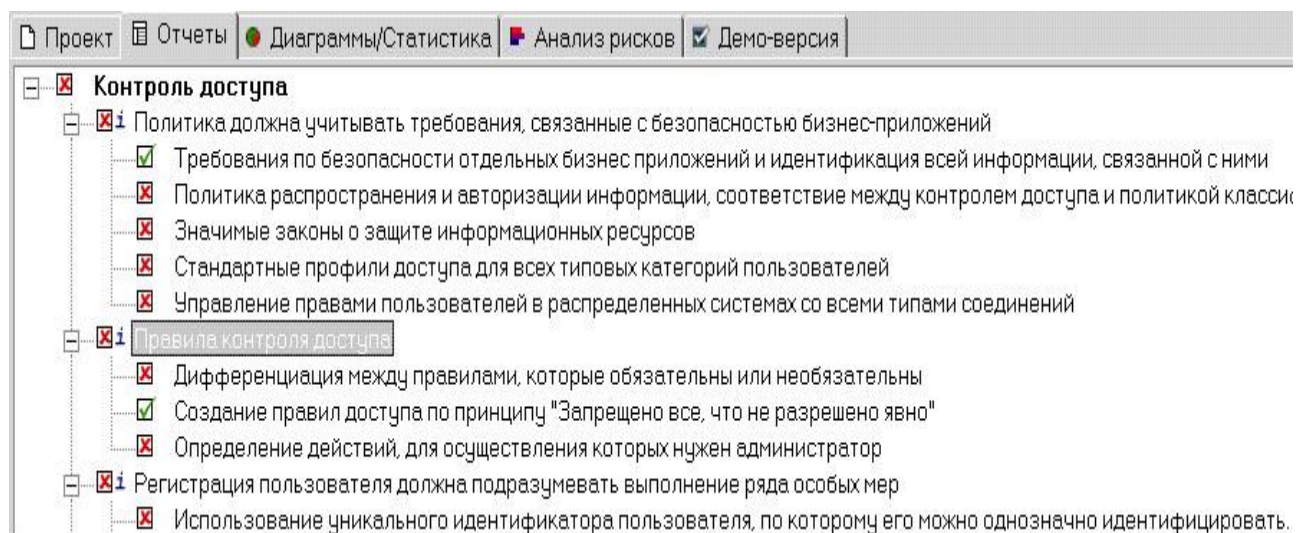 Проект Отчеты Диаграммы/Статистика Анализ рисков Демо-версия
Контроль доступа
i Политика должна учитывать требования, связанные с безопасностью бизнес-приложений
Требования по безопасности отдельных бизнес приложений и идентификация всей информации, связанной с ними
Политика распространения и авторизации информации, соответствие между контролем доступа и политикой класси
Значимые законы о защите информационных ресурсов
Стандартные профили доступа для всех типовых категорий пользователей
Управление правами пользователей в распределенных системах со всеми типами соединений
i Правила контроля доступа
Дифференциация между правилами, которые обязательны или необязательны
Создание правил доступа по принципу "Запрещено все, что не разрешено явно"
Определение действий, для осуществления которых нужен администратор
i Регистрация пользователя должна подразумевать выполнение ряда особых мер
Использование уникального идентификатора пользователя, по которому его можно однозначно идентифицировать.